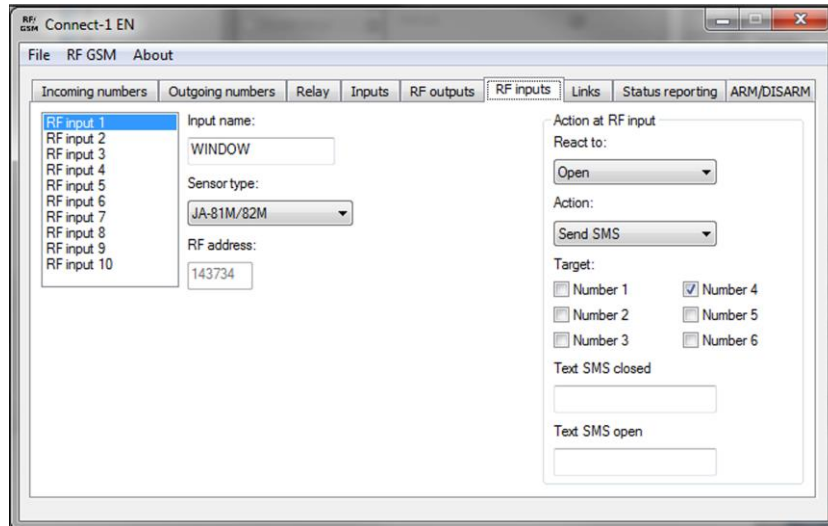 RF/
GSM Connect-1 EN
File RF GSM About
Incoming numbers Outgoing numbers Relay Inputs RF outputs RF inputs Links Status reporting ARM/DISARM
RF input 1
RF input 2
RF input 3
RF input 4
RF input 5
RF input 6
RF input 7
RF input 8
RF input 9
RF input 10
Input name:
WINDOW
Sensor type:
JA-81M/82M
RF address:
143734
Action at RF input
React to:
Open
Action:
Send SMS
Target:
Number 1 Number 4
Number 2 Number 5
Number 3 Number 6
Text SMS closed
Text SMS open